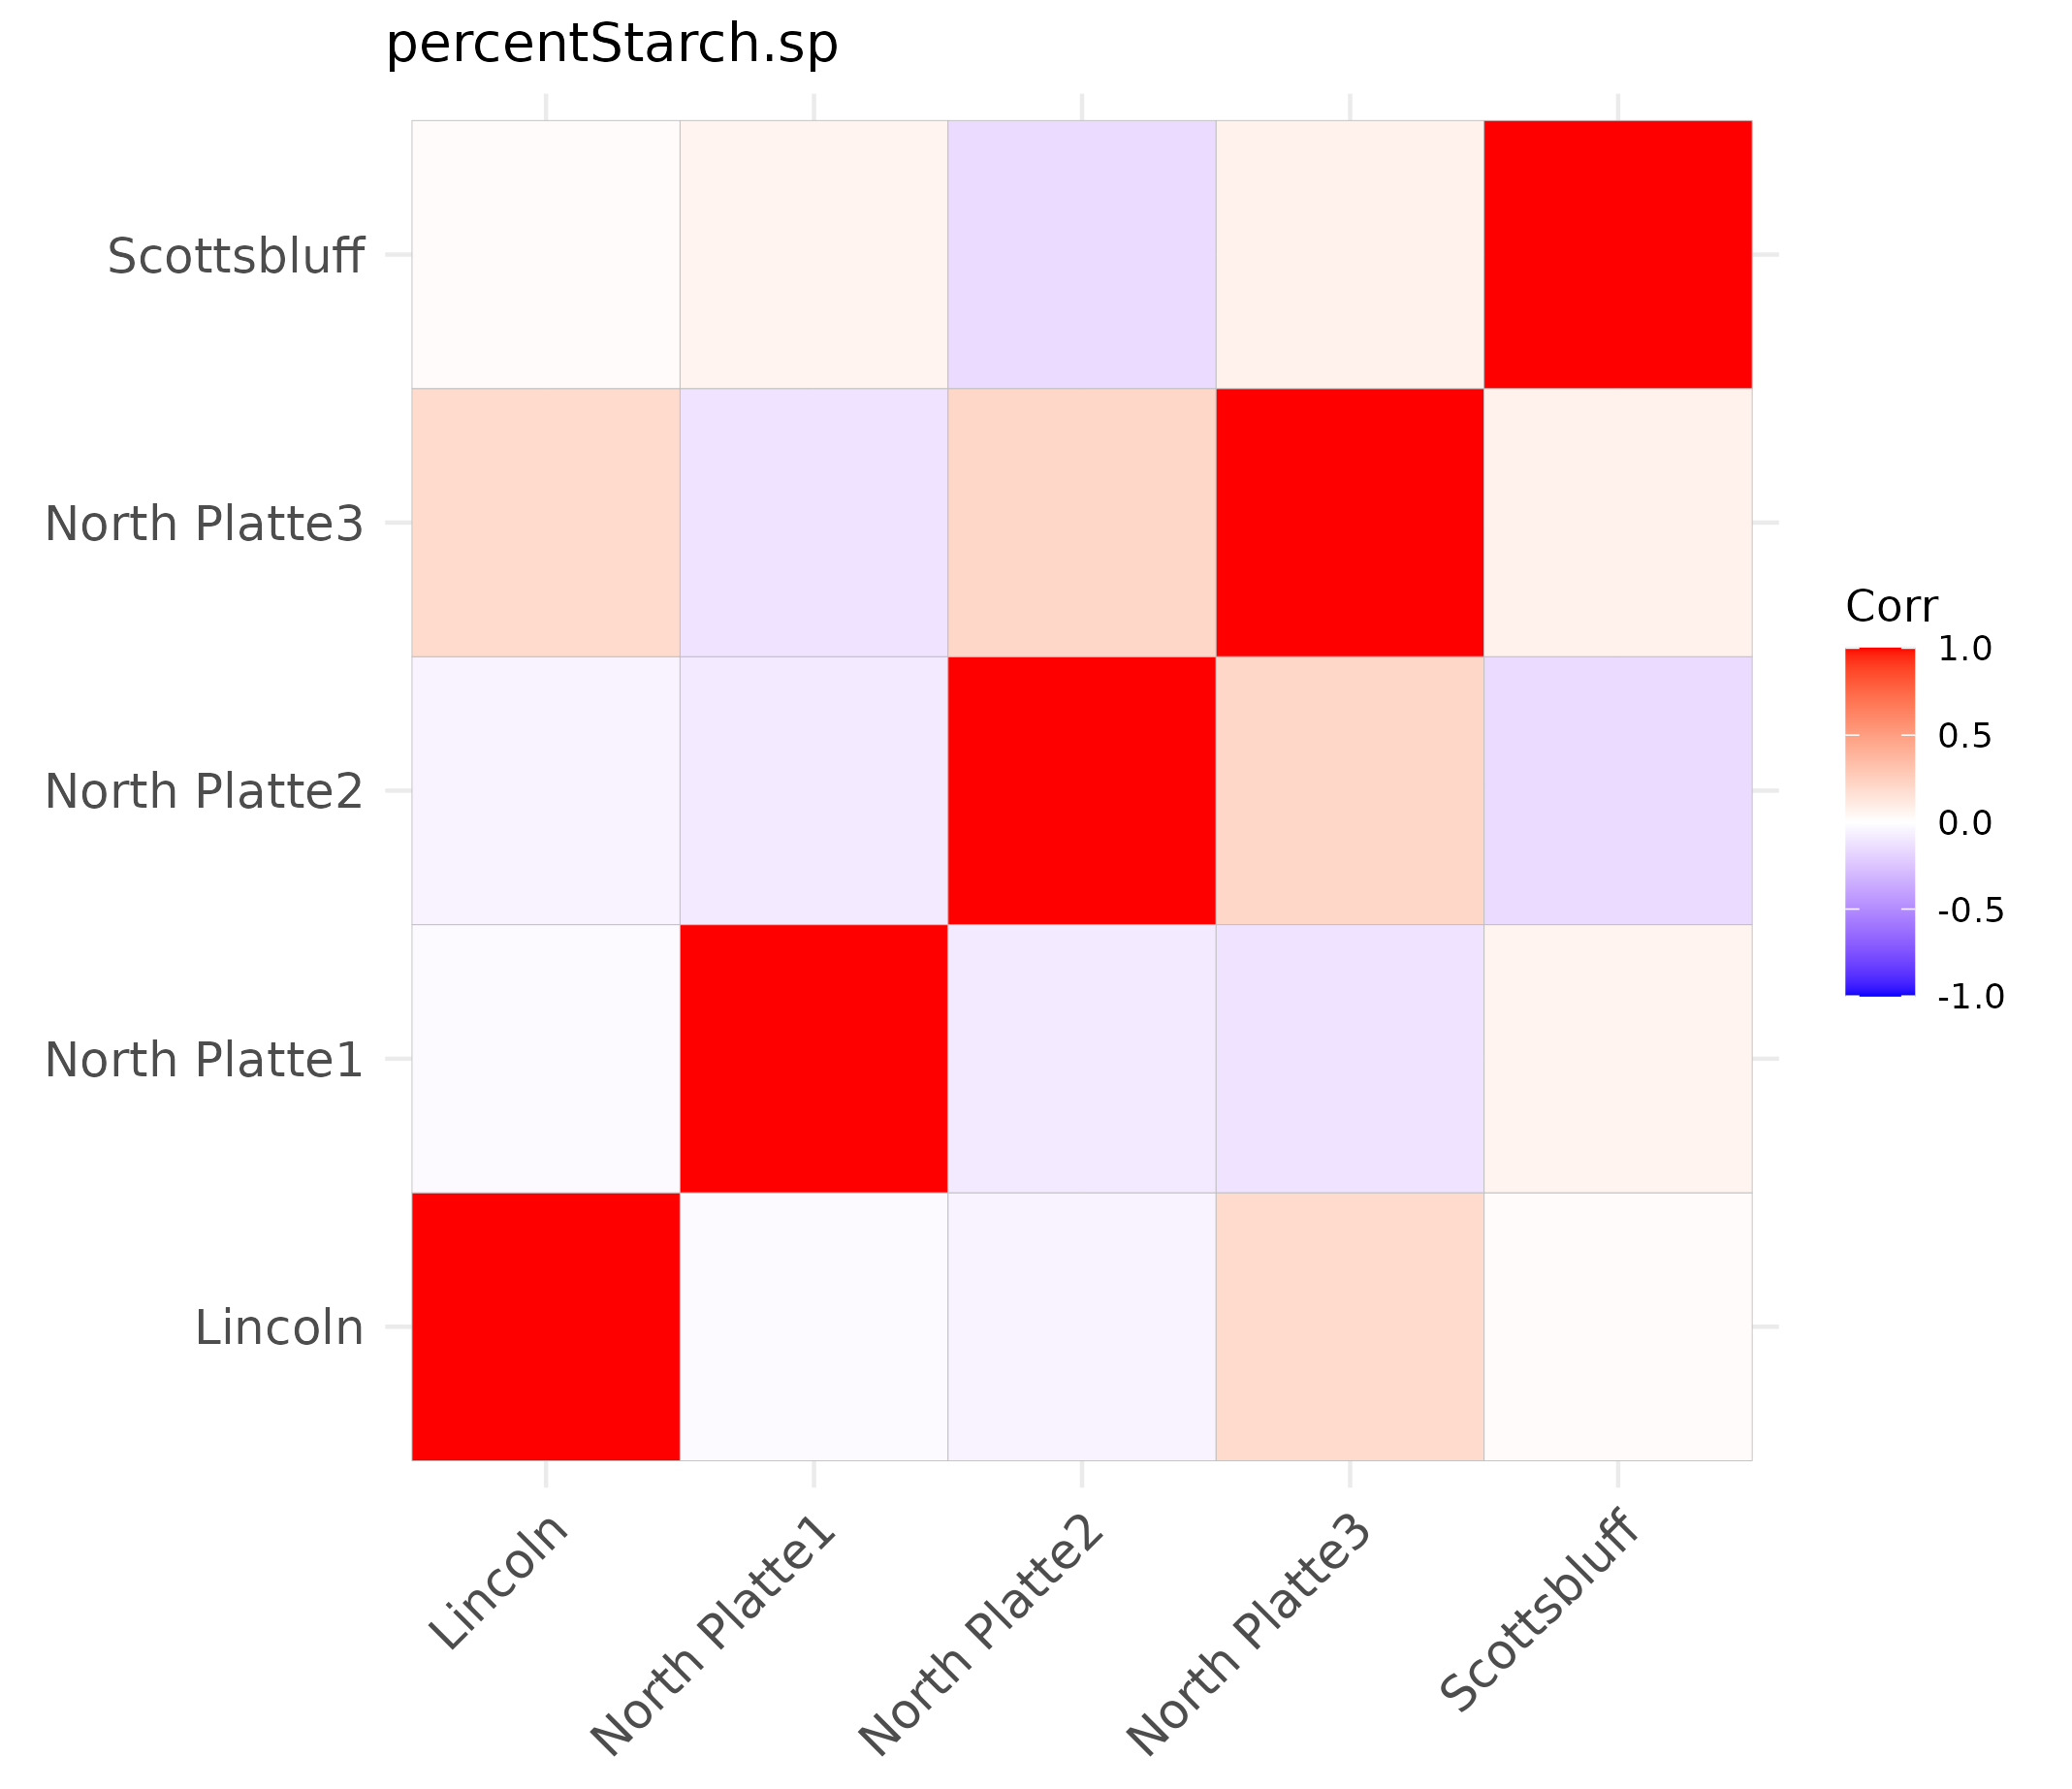 percentStarch.sp
Scottsbluff
North Platte3
North Platte2
North Platte1
Lincoln
Lincoln
North Platte1
North Platte2
North Platte3
Scottsbluff
Corr
1.0
0.5
0.0
-0.5
-1.0